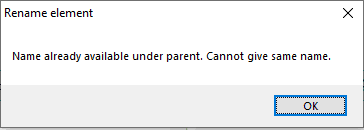 Rename element
Name already available under parent. Cannot give same name.
OK